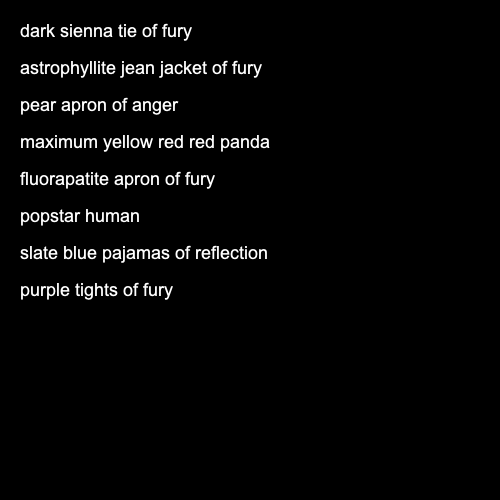 dark sienna tie of fury
astrophyllite jean jacket of fury
pear apron of anger
maximum yellow red red panda
fluorapatite apron of fury
popstar human
slate blue pajamas of reflection
purple tights of fury